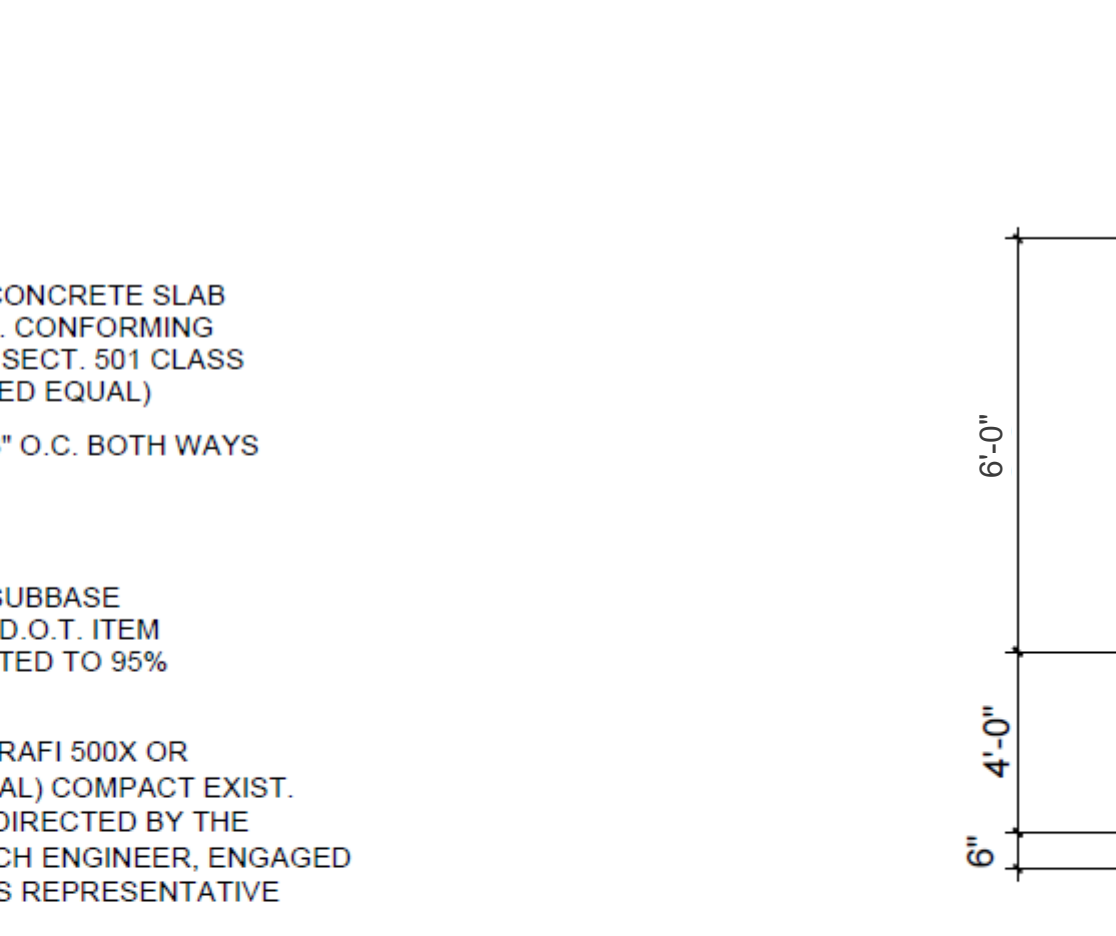 CONCRETE SLAB
. CONFORMING
SECT. 501 CLASS
ED EQUAL)
" O.C. BOTH WAYS
SUBBASE
D.O.T. ITEM
TED TO 95%
RAFI 500X OR
AL) COMPACT EXIST.
DIRECTED BY THE
CH ENGINEER, ENGAGED
S REPRESENTATIVE
6'-0"
4'-0"
6"